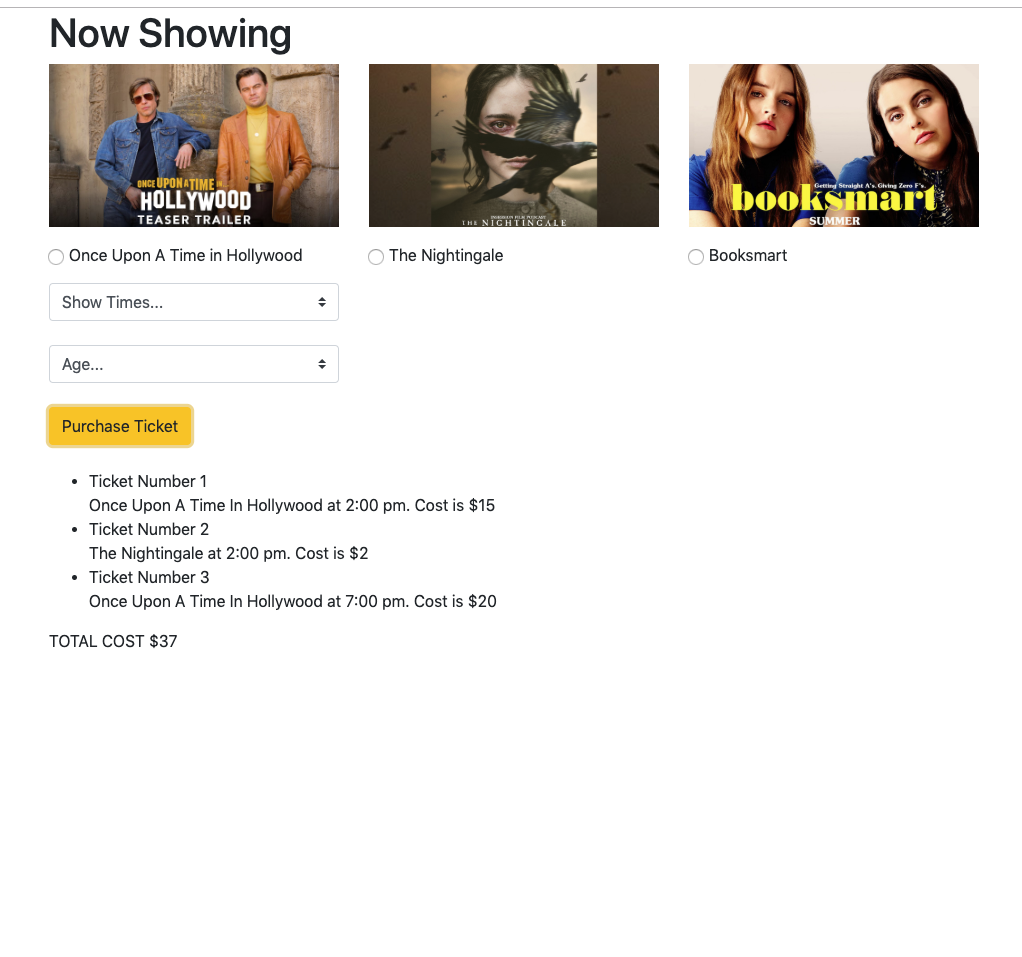 Now Showing
ONCE UPON A TIME IN
HOLLYWOOD
TEASER TRAILER
THE NIGHTINGALE
Getting Straight A's. Giving Zero F's.
booksmart
SUMMER
Once Upon A Time in Hollywood
The Nightingale
Booksmart
Show Times...
Age...
Purchase Ticket
Ticket Number 1
Once Upon A Time In Hollywood at 2:00 pm. Cost is $15
Ticket Number 2
The Nightingale at 2:00 pm. Cost is $2
Ticket Number 3
Once Upon A Time In Hollywood at 7:00 pm. Cost is $20
TOTAL COST $37